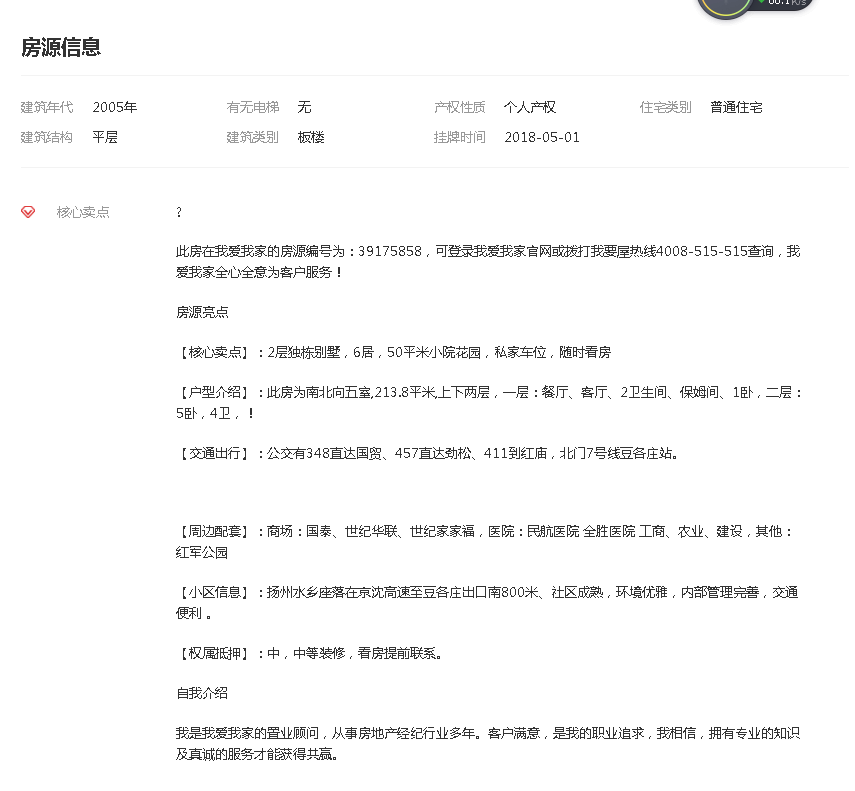 房源信息
建筑年代 2005年 有无电梯 无 产权性质 个人产权 住宅类别 普通住宅
建筑结构 平层 建筑类别 板楼 挂牌时间 2018-05-01
核心卖点 ?
此房在我爱我家的房源编号为：39175858，可登录我爱我家官网或拨打我要屋热线4008-515-515查询，我
爱我家全心全意为客户服务！
房源亮点
【核心卖点】：2层独栋别墅，6居，50平米小院花园，私家车位，随时看房
【户型介绍】：此房为南北向五室,213.8平米,上下两层，一层：餐厅、客厅、2卫生间、保姆间、1卧，二层：
5卧，4卫，！
【交通出行】：公交有348直达国贸、457直达劲松、411到红庙，北门7号线豆各庄站。
【周边配套】：商场：国泰、世纪华联、世纪家家福，医院：民航医院 全胜医院 工商、农业、建设，其他：
红军公园
【小区信息】：扬州水乡座落在京沈高速至豆各庄出口南800米、社区成熟，环境优雅，内部管理完善，交通
便利 。
【权属抵押】：中，中等装修，看房提前联系。
自我介绍
我是我爱我家的置业顾问，从事房地产经纪行业多年。客户满意，是我的职业追求，我相信，拥有专业的知识
及真诚的服务才能获得共赢。